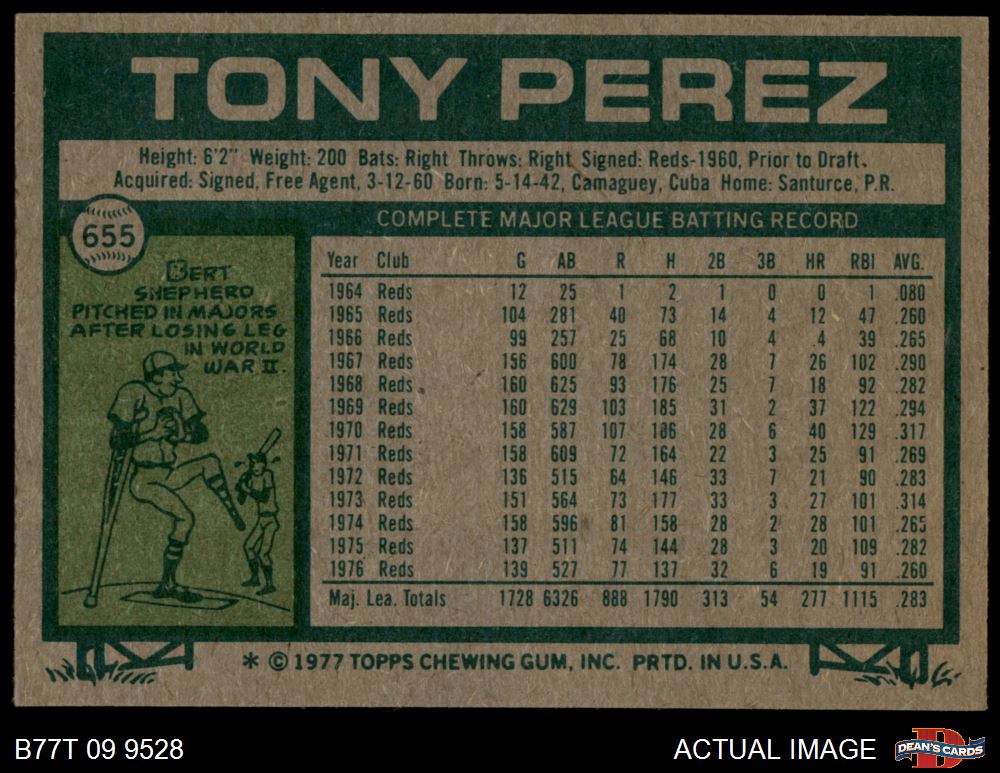 TONY PEREZ
Height: 6'2" Weight: 200 Bats: Right Throws: Right Signed: Reds-1960, Prior to Draft.
Acquired: Signed, Free Agent, 3-12-60 Born: 5-14-42, Camaguey, Cuba Home: Santurce, P.R.
655
BERT
SHEPHERD
PITCHED IN MAJORS
AFTER LOSING LEG
IN WORLD
WAR II.
COMPLETE MAJOR LEAGUE BATTING RECORD
Year Club G AB R H 2B 3B HR RBI AVG.
1964 Reds 12 25 1 2 1 0 0 1 .080
1965 Reds 104 281 40 73 14 4 12 47 .260
1966 Reds 99 257 25 68 10 4 .4 39 .265
1967 Reds 156 600 78 174 28 7 26 102 .290
1968 Reds 160 625 93 176 25 7 18 92 .282
1969 Reds 160 629 103 185 31 2 37 122 .294
1970 Reds 158 587 107 186 28 6 40 129 .317
1971 Reds 158 609 72 164 22 3 25 91 .269
1972 Reds 136 515 64 146 33 7 21 90 .283
1973 Reds 151 564 73 177 33 3 27 101 .314
1974 Reds 158 596 81 158 28 2 28 101 .265
1975 Reds 137 511 74 144 28 3 20 109 .282
1976 Reds 139 527 77 137 32 6 19 91 .260
Maj. Lea. Totals 1728 6326 888 1790 313 54 277 1115 .283
* © 1977 TOPPS CHEWING GUM, INC. PRTD. IN U.S.A.
B77T 09 9528
ACTUAL IMAGE
D
DEAN'S CARDS